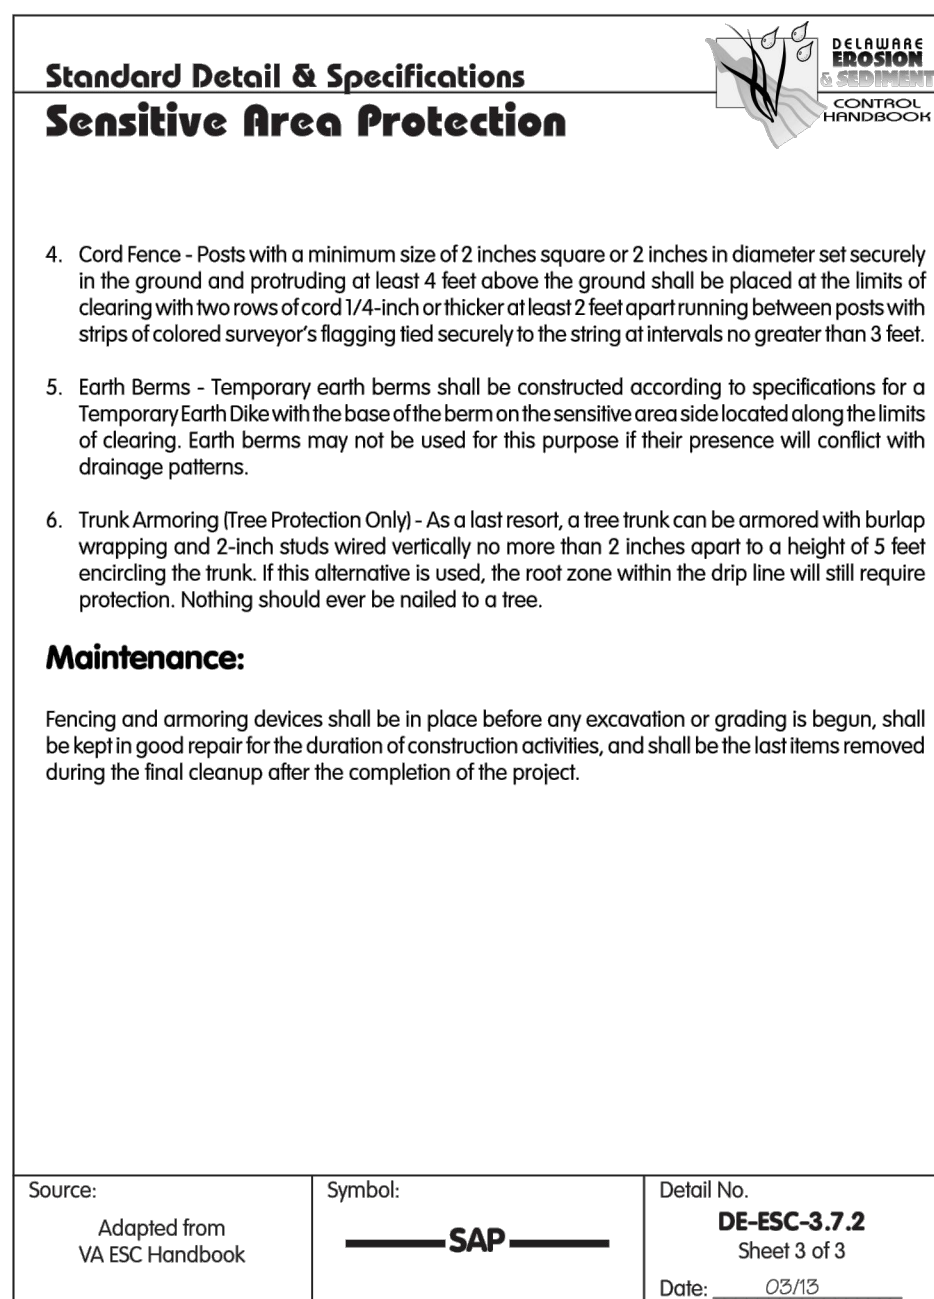 Standard Detail & Specifications
Sensitive Area Protection
DELAWARE
EROSION
& SEDIMENT
CONTROL
HANDBOOK
4. Cord Fence - Posts with a minimum size of 2 inches square or 2 inches in diameter set securely
in the ground and protruding at least 4 feet above the ground shall be placed at the limits of
clearing with two rows of cord 1/4-inch or thicker at least 2 feet apart running between posts with
strips of colored surveyor's flagging tied securely to the string at intervals no greater than 3 feet.
5. Earth Berms - Temporary earth berms shall be constructed according to specifications for a
Temporary Earth Dike with the base of the berm on the sensitive area side located along the limits
of clearing. Earth berms may not be used for this purpose if their presence will conflict with
drainage patterns.
6. Trunk Armoring (Tree Protection Only) - As a last resort, a tree trunk can be armored with burlap
wrapping and 2-inch studs wired vertically no more than 2 inches apart to a height of 5 feet
encircling the trunk. If this alternative is used, the root zone within the drip line will still require
protection. Nothing should ever be nailed to a tree.
Maintenance:
Fencing and armoring devices shall be in place before any excavation or grading is begun, shall
be kept in good repair for the duration of construction activities, and shall be the last items removed
during the final cleanup after the completion of the project.
Source:
Adapted from
VA ESC Handbook
Symbol:
SAP
Detail No.
DE-ESC-3.7.2
Sheet 3 of 3
Date: 03/13